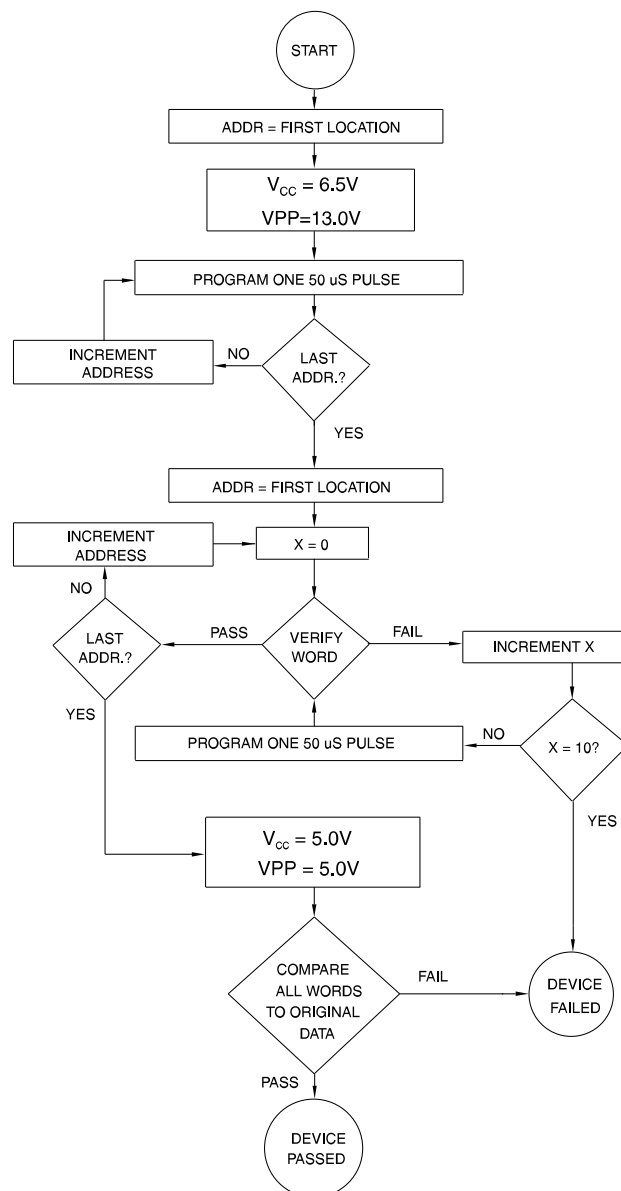 START
ADDR = FIRST LOCATION
VCC = 6.5V
VPP=13.0V
PROGRAM ONE 50 uS PULSE
INCREMENT
ADDRESS
NO
LAST
ADDR.?
YES
ADDR = FIRST LOCATION
INCREMENT
ADDRESS
X = 0
NO
LAST
ADDR.?
PASS
VERIFY
WORD
FAIL
INCREMENT X
YES
PROGRAM ONE 50 uS PULSE
NO
X = 10?
YES
Vcc = 5.0V
VPP = 5.0V
COMPARE
ALL WORDS
TO ORIGINAL
DATA
FAIL
DEVICE
FAILED
PASS
DEVICE
PASSED